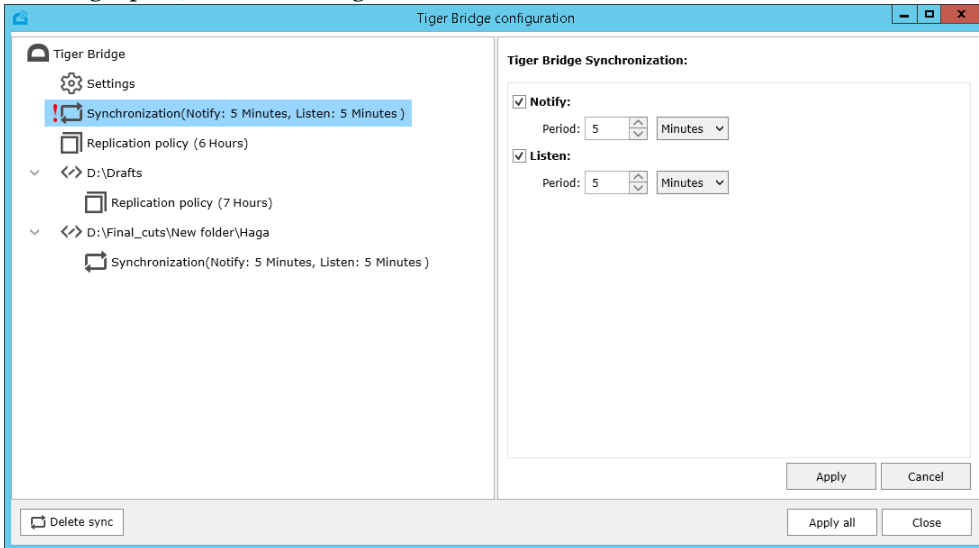 Tiger Bridge configuration
Tiger Bridge
Settings
! Synchronization(Notify: 5 Minutes, Listen: 5 Minutes )
Replication policy (6 Hours)
D:\Drafts
Replication policy (7 Hours)
D:\Final_cuts\New folder\Haga
Synchronization(Notify: 5 Minutes, Listen: 5 Minutes )
Tiger Bridge Synchronization:
Notify:
Period: 5 Minutes
Listen:
Period: 5 Minutes
Apply Cancel
Delete sync
Apply all Close